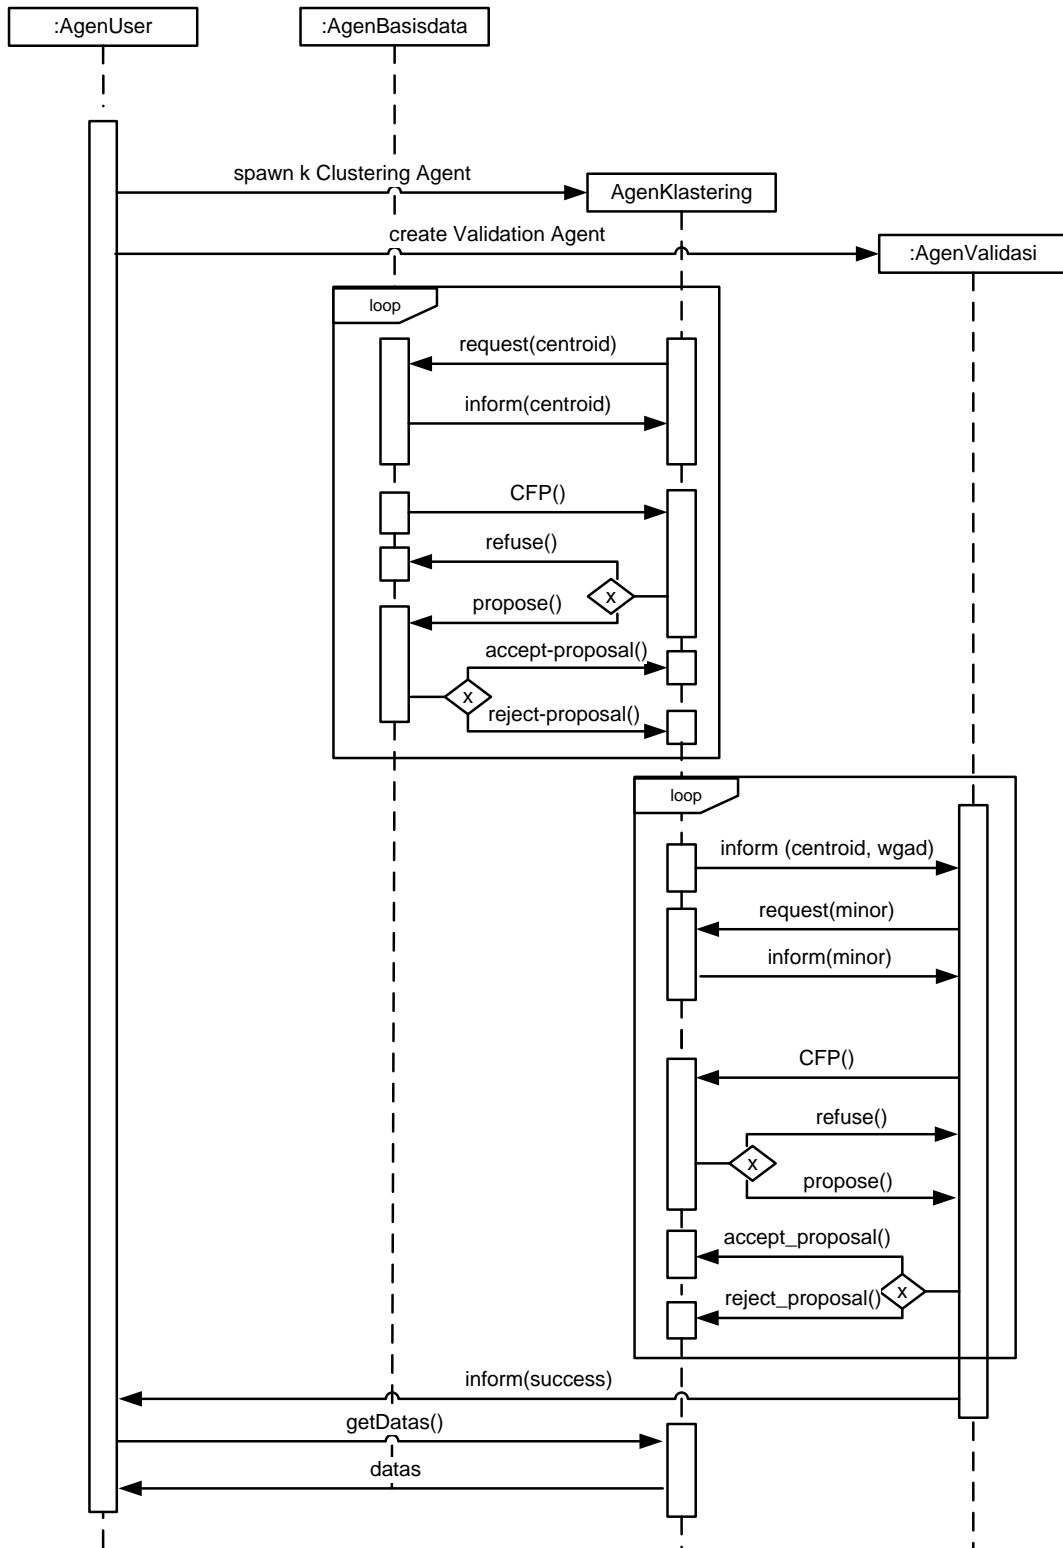 :AgenUser
:AgenBasisdata
spawn k Clustering Agent
AgenKlastering
create Validation Agent
:AgenValidasi
loop
request(centroid)
inform(centroid)
CFP()
refuse()
x
propose()
accept-proposal()
x
reject-proposal()
loop
inform (centroid, wgad)
request(minor)
inform(minor)
CFP()
refuse()
x
propose()
accept_proposal()
x
reject_proposal()
inform(success)
getDatas()
datas